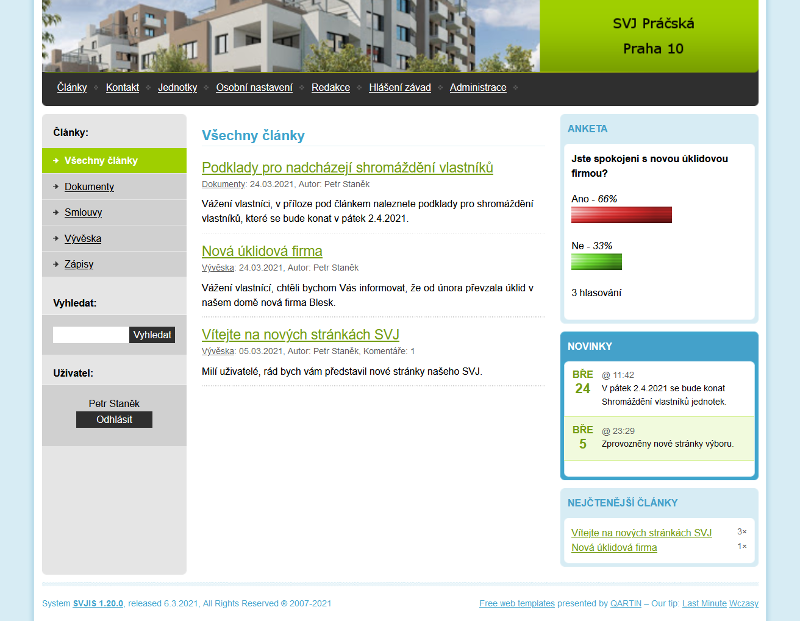 SVJ Práčská
Praha 10
Články Kontakt Jednotky Osobní nastavení Redakce Hlášení závad Administrace
Články:
Všechny články
Dokumenty
Smlouvy
Vývěska
Zápisy
Vyhledat:
Vyhledat
Uživatel:
Petr Staněk
Odhlásit
Všechny články
Podklady pro nadcházejí shromáždění vlastníků
Dokumenty: 24.03.2021, Autor: Petr Staněk
Vážení vlastníci, v příloze pod článkem naleznete podklady pro shromáždění
vlastníků, které se bude konat v pátek 2.4.2021.
Nová úklidová firma
Vývěska: 24.03.2021, Autor: Petr Staněk
Vážení vlastnící, chtěli bychom Vás informovat, že od února převzala úklid v
našem domě nová firma Blesk.
Vítejte na nových stránkách SVJ
Vývěska: 05.03.2021, Autor: Petr Staněk, Komentáře: 1
Milí uživatelé, rád bych vám představil nové stránky našeho SVJ.
ANKETA
Jste spokojeni s novou úklidovou
firmou?
Ano - 66%
Ne - 33%
3 hlasování
NOVINKY
BŘE @ 11:42
24 V pátek 2.4.2021 se bude konat
Shromáždění vlastníků jednotek.
BŘE @ 23:29
5 Zprovozněny nové stránky výboru.
NEJČTENĚJŠÍ ČLÁNKY
Vítejte na nových stránkách SVJ 3×
Nová úklidová firma 1×
System SVJIS 1.20.0, released 6.3.2021, All Rights Reserved ® 2007-2021
Free web templates presented by QARTIN – Our tip: Last Minute Wczasy